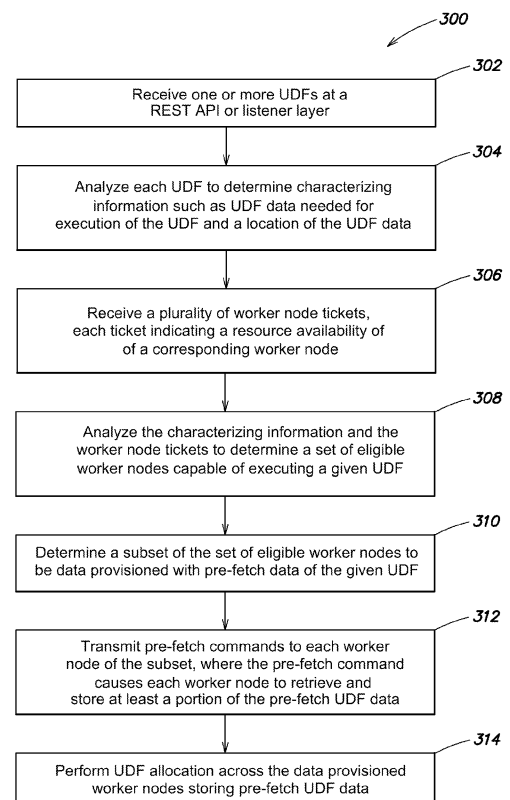 300
302
Receive one or more UDFs at a
REST API or listener layer
304
Analyze each UDF to determine characterizing
information such as UDF data needed for
execution of the UDF and a location of the UDF data
306
Receive a plurality of worker node tickets,
each ticket indicating a resource availability of
of a corresponding worker node
308
Analyze the characterizing information and the
worker node tickets to determine a set of eligible
worker nodes capable of executing a given UDF
310
Determine a subset of the set of eligible worker nodes to
be data provisioned with pre-fetch data of the given UDF
312
Transmit pre-fetch commands to each worker
node of the subset, where the pre-fetch command
causes each worker node to retrieve and
store at least a portion of the pre-fetch UDF data
314
Perform UDF allocation across the data provisioned
worker nodes storing pre-fetch UDF data